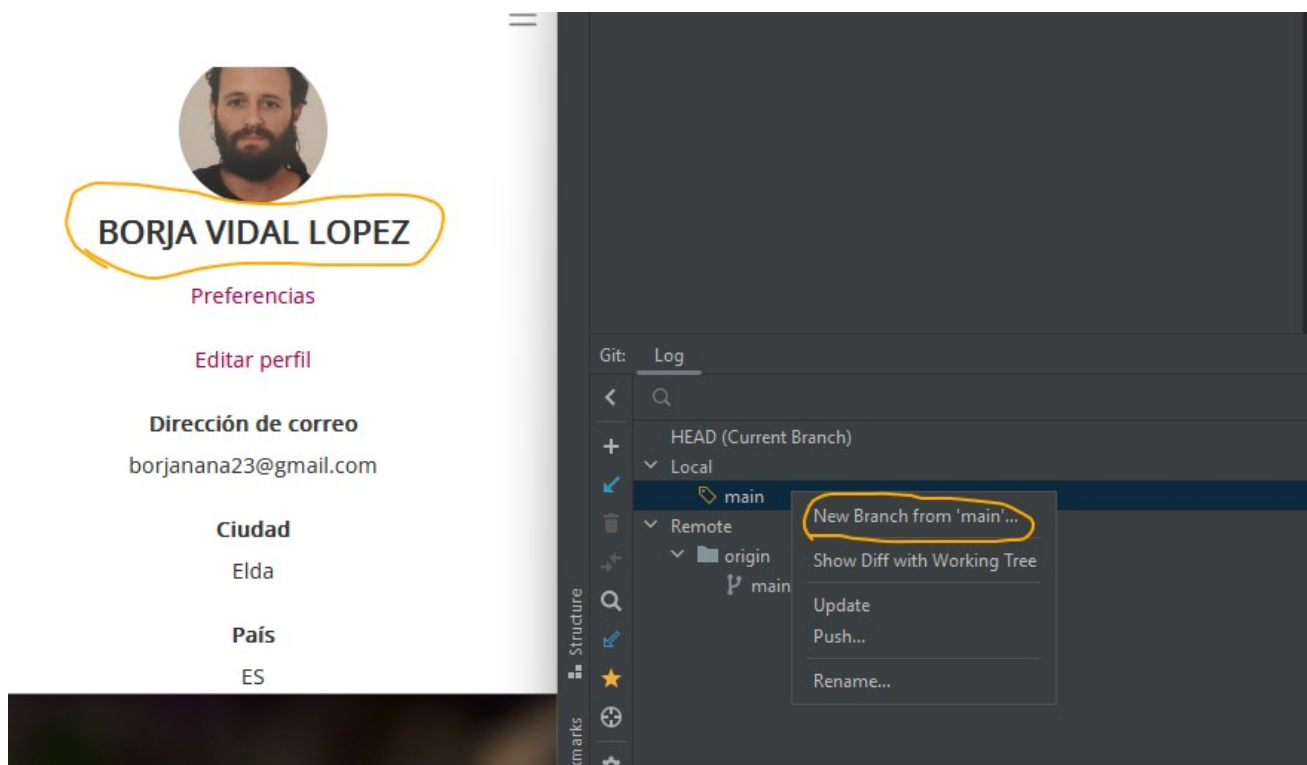 BORJA VIDAL LOPEZ
Preferencias
Editar perfil
Dirección de correo
borjanana23@gmail.com
Ciudad
Elda
País
ES
Git: Log
HEAD (Current Branch)
Local
main
Remote
origin
main
New Branch from 'main'...
Show Diff with Working Tree
Update
Push...
Rename...
Structure